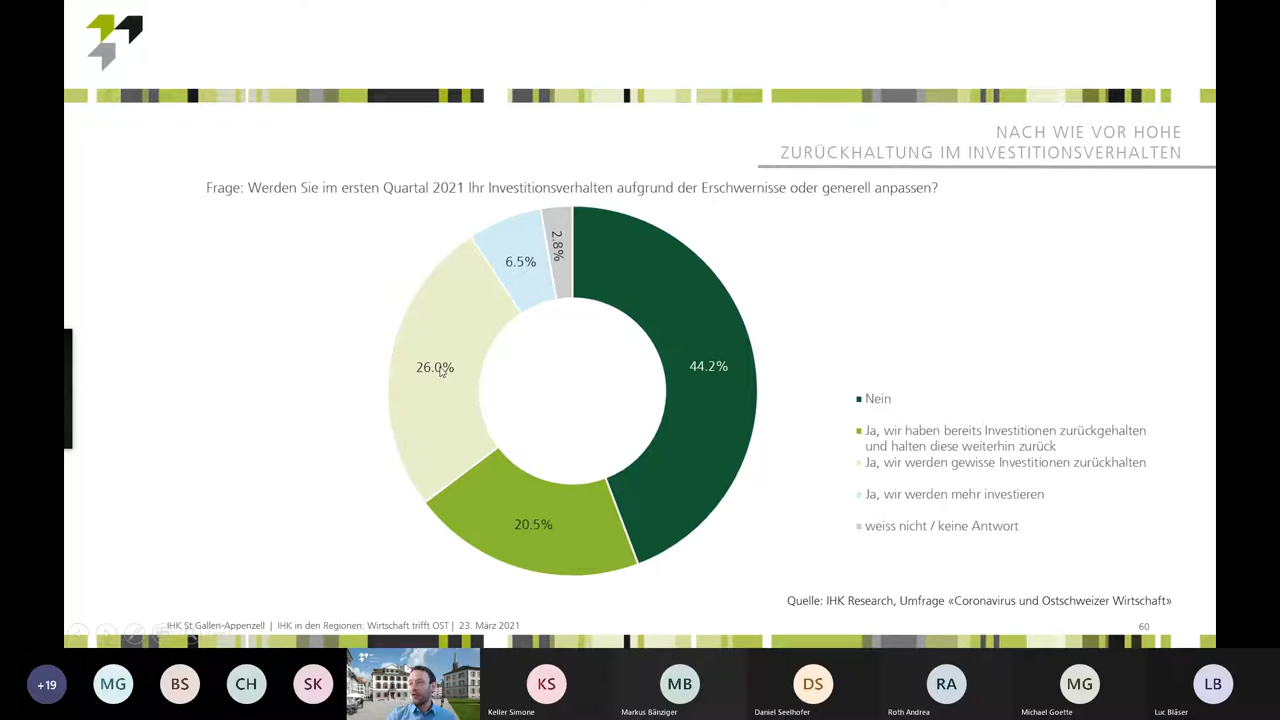 NACH WIE VOR HOHE
ZURÜCKHALTUNG IM INVESTITIONSVERHALTEN
Frage: Werden Sie im ersten Quartal 2021 Ihr Investitionsverhalten aufgrund der Erschwernisse oder generell anpassen?
2.8%
6.5%
26.0%
44.2%
20.5%
Nein
Ja, wir haben bereits Investitionen zurückgehalten
und halten diese weiterhin zurück
Ja, wir werden gewisse Investitionen zurückhalten
Ja, wir werden mehr investieren
weiss nicht / keine Antwort
Quelle: IHK Research, Umfrage «Coronavirus und Ostschweizer Wirtschaft»
IHK St.Gallen-Appenzell | IHK in den Regionen: Wirtschaft trifft OST | 23. März 2021
60
+19
MG
BS
CH
SK
KS
MB
DS
RA
MG
LB
Keller Simone
Markus Bänziger
Daniel Seelhofer
Roth Andrea
Michael Goette
Luc Bläser